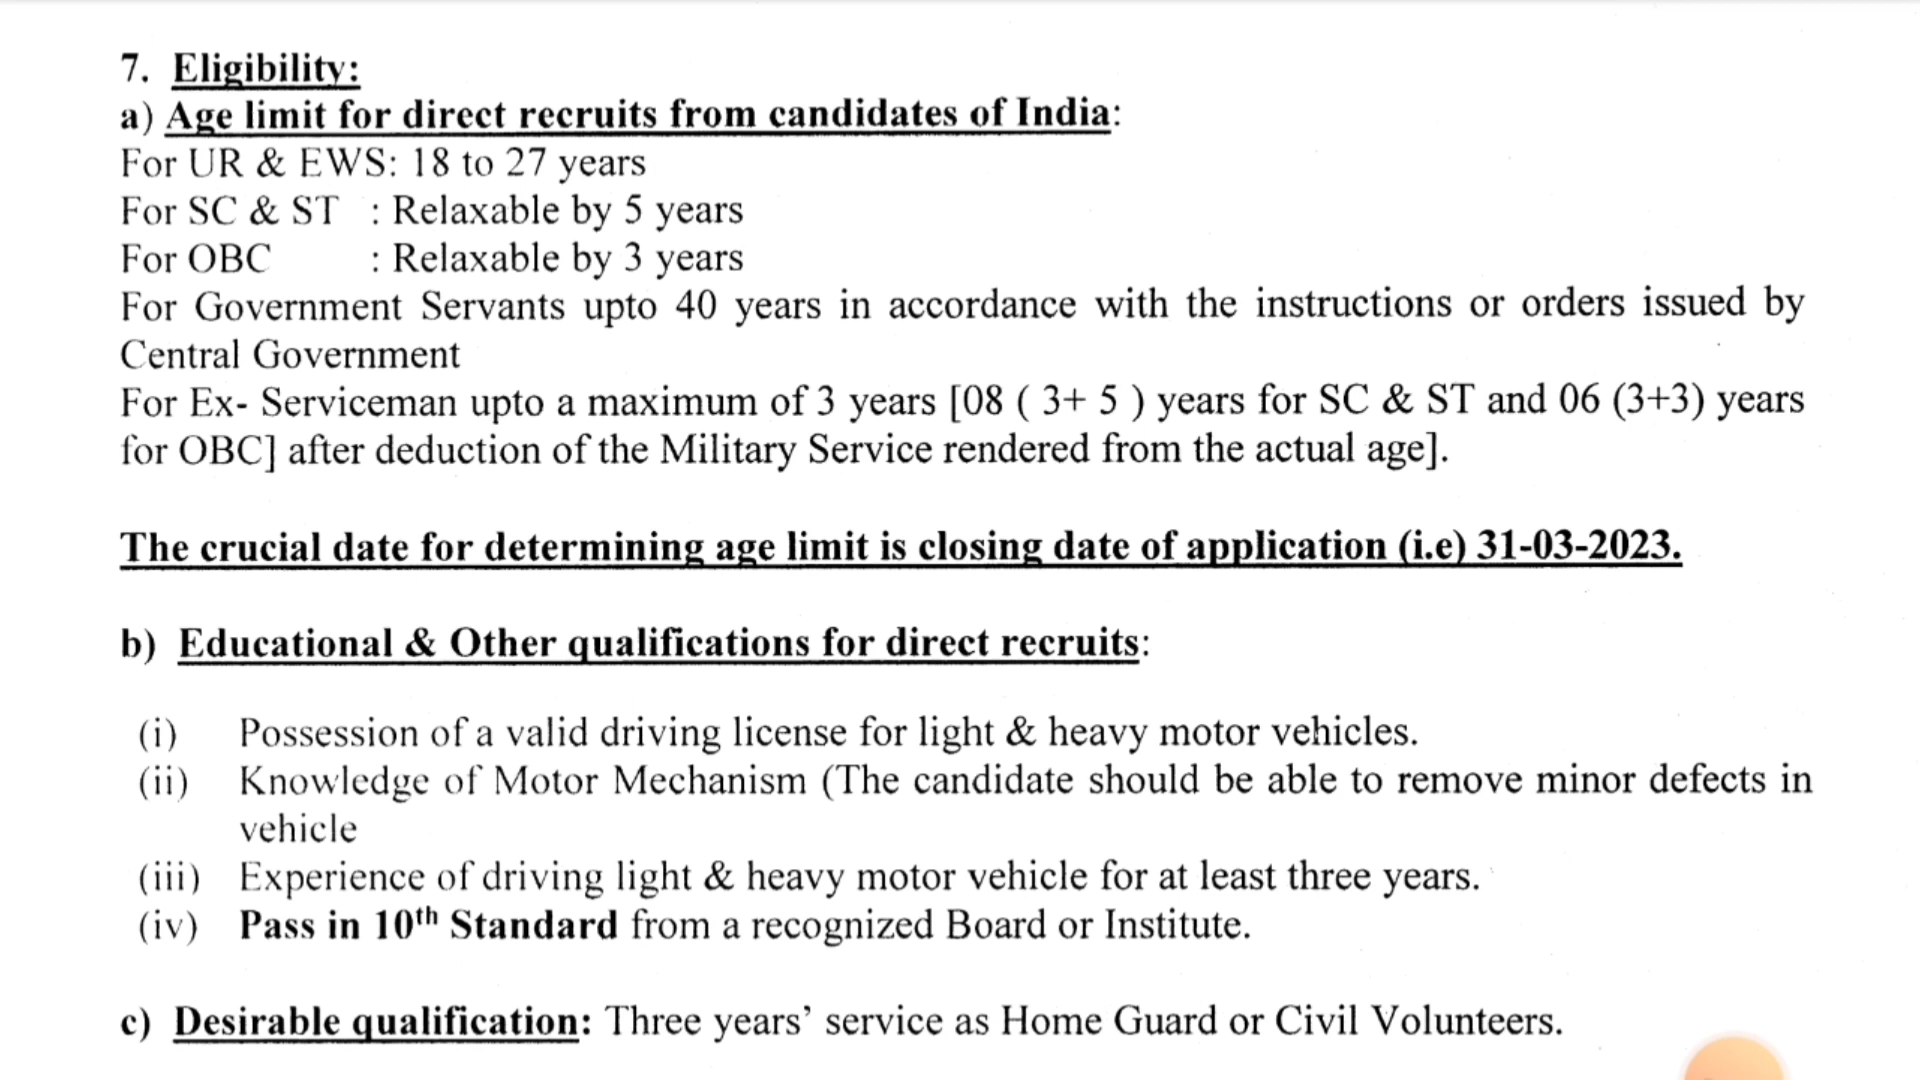 7. Eligibility:
a) Age limit for direct recruits from candidates of India:
For UR & EWS: 18 to 27 years
For SC & ST : Relaxable by 5 years
For OBC : Relaxable by 3 years
For Government Servants upto 40 years in accordance with the instructions or orders issued by
Central Government
For Ex- Serviceman upto a maximum of 3 years [08 ( 3+ 5 ) years for SC & ST and 06 (3+3) years
for OBC] after deduction of the Military Service rendered from the actual age].
The crucial date for determining age limit is closing date of application (i.e) 31-03-2023.
b) Educational & Other qualifications for direct recruits:
(i) Possession of a valid driving license for light & heavy motor vehicles.
(ii) Knowledge of Motor Mechanism (The candidate should be able to remove minor defects in
vehicle
(iii) Experience of driving light & heavy motor vehicle for at least three years.
(iv) Pass in 10th Standard from a recognized Board or Institute.
c) Desirable qualification: Three years’ service as Home Guard or Civil Volunteers.